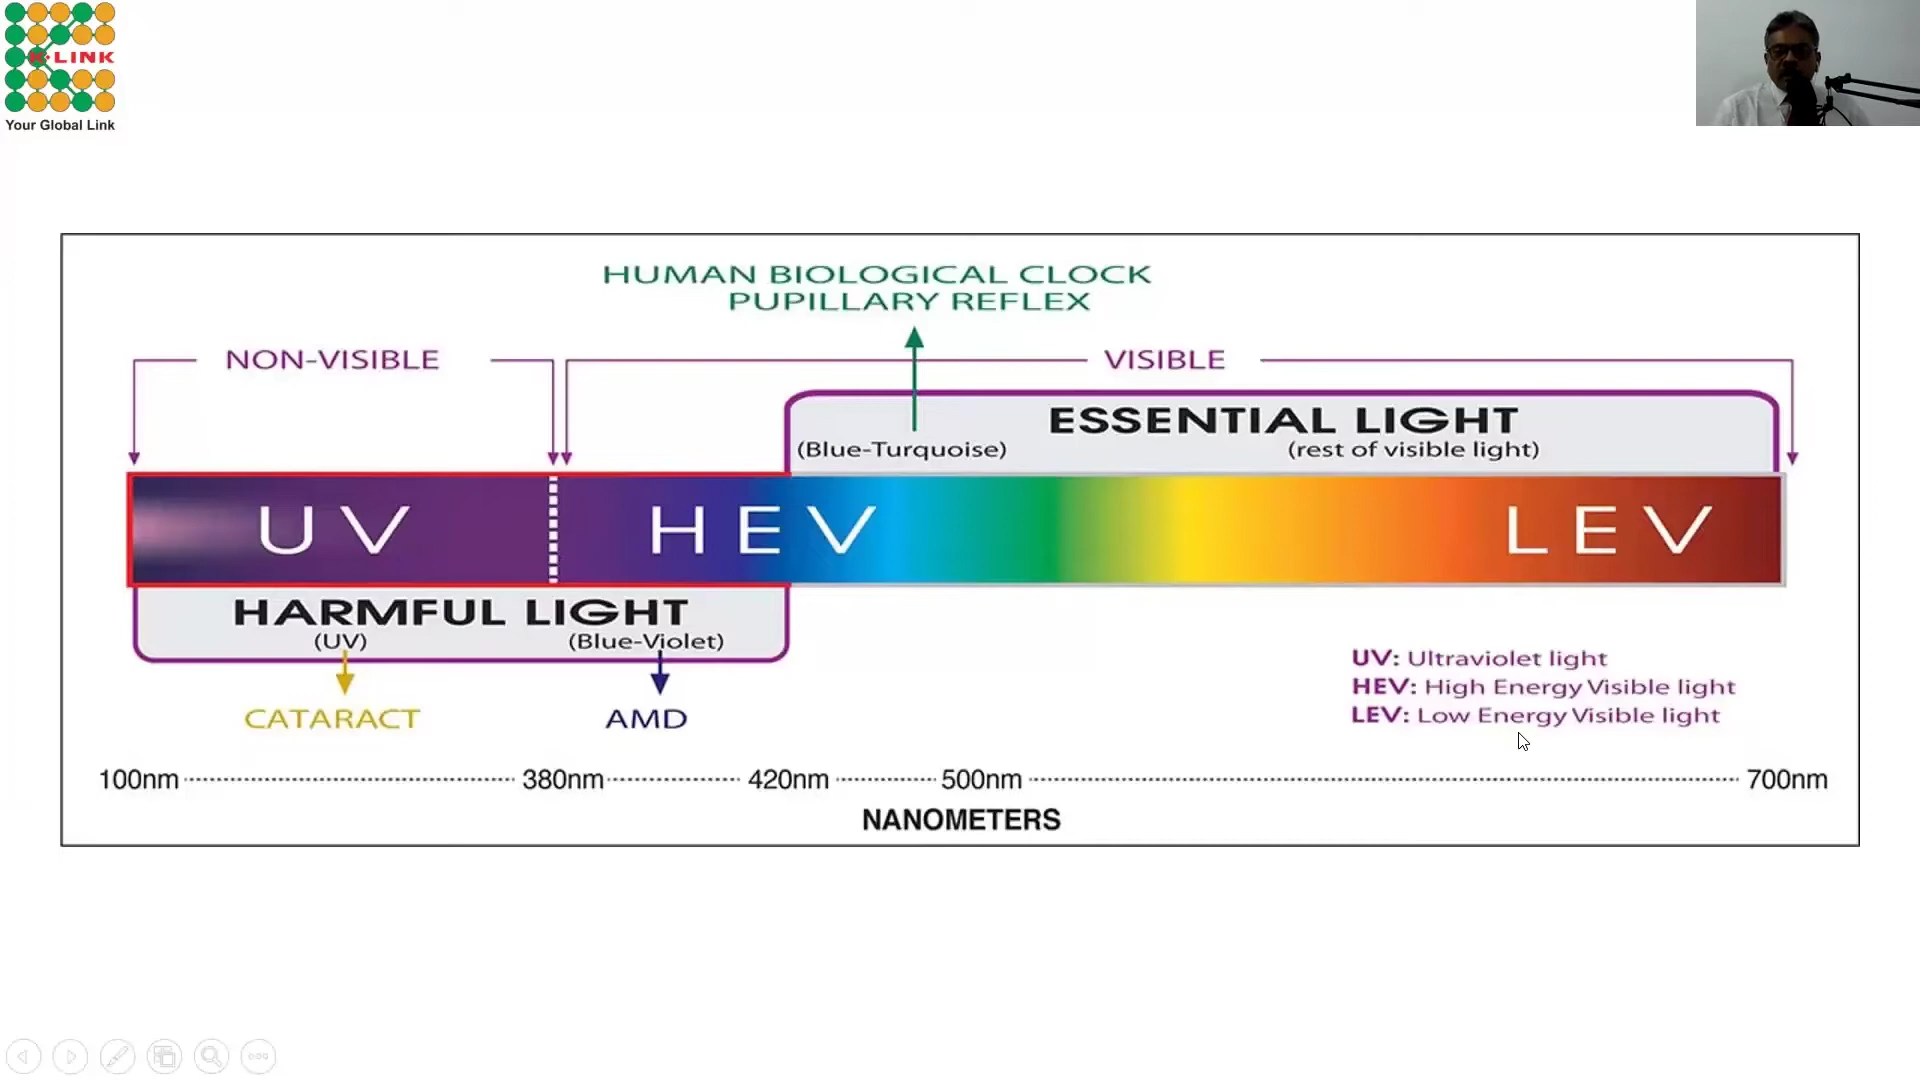 K-LINK
Your Global Link
HUMAN BIOLOGICAL CLOCK
PUPILLARY REFLEX
NON-VISIBLE
VISIBLE
ESSENTIAL LIGHT
(Blue-Turquoise)
(rest of visible light)
UV
HEV
LEV
HARMFUL LIGHT
(UV)
(Blue-Violet)
CATARACT
AMD
UV: Ultraviolet light
HEV: High Energy Visible light
LEV: Low Energy Visible light
100nm 380nm 420nm 500nm 700nm
NANOMETERS